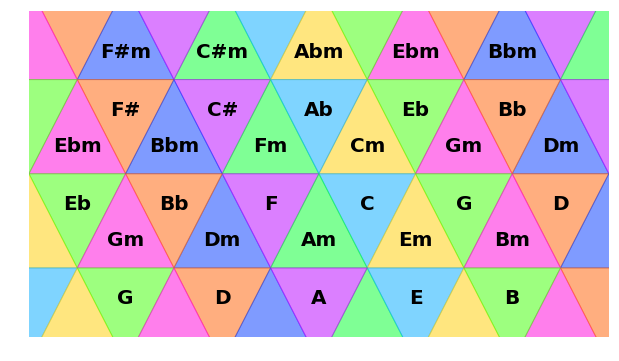 F#m C#m Abm Ebm Bbm
F# C# Ab Eb Bb
Ebm Bbm Fm Cm Gm Dm
Eb Bb F C G D
Gm Dm Am Em Bm
G D A E B